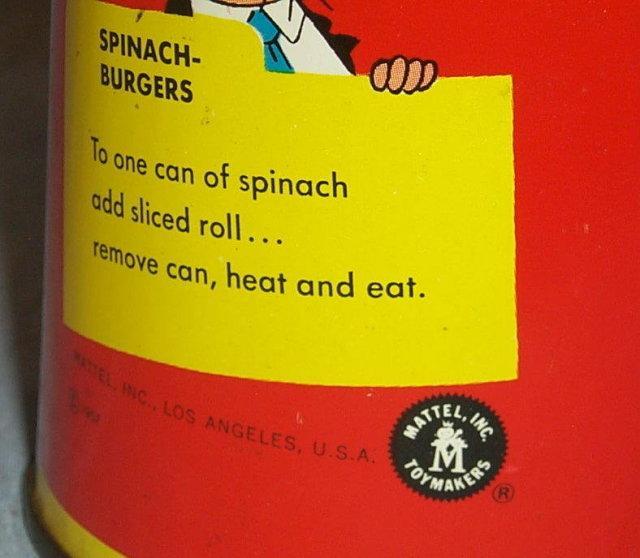 SPINACH-
BURGERS
To one can of spinach
add sliced roll...
remove can, heat and eat.
MATTEL, INC., LOS ANGELES, U.S.A.
©
MATTEL, INC.
M
TOYMAKERS
®